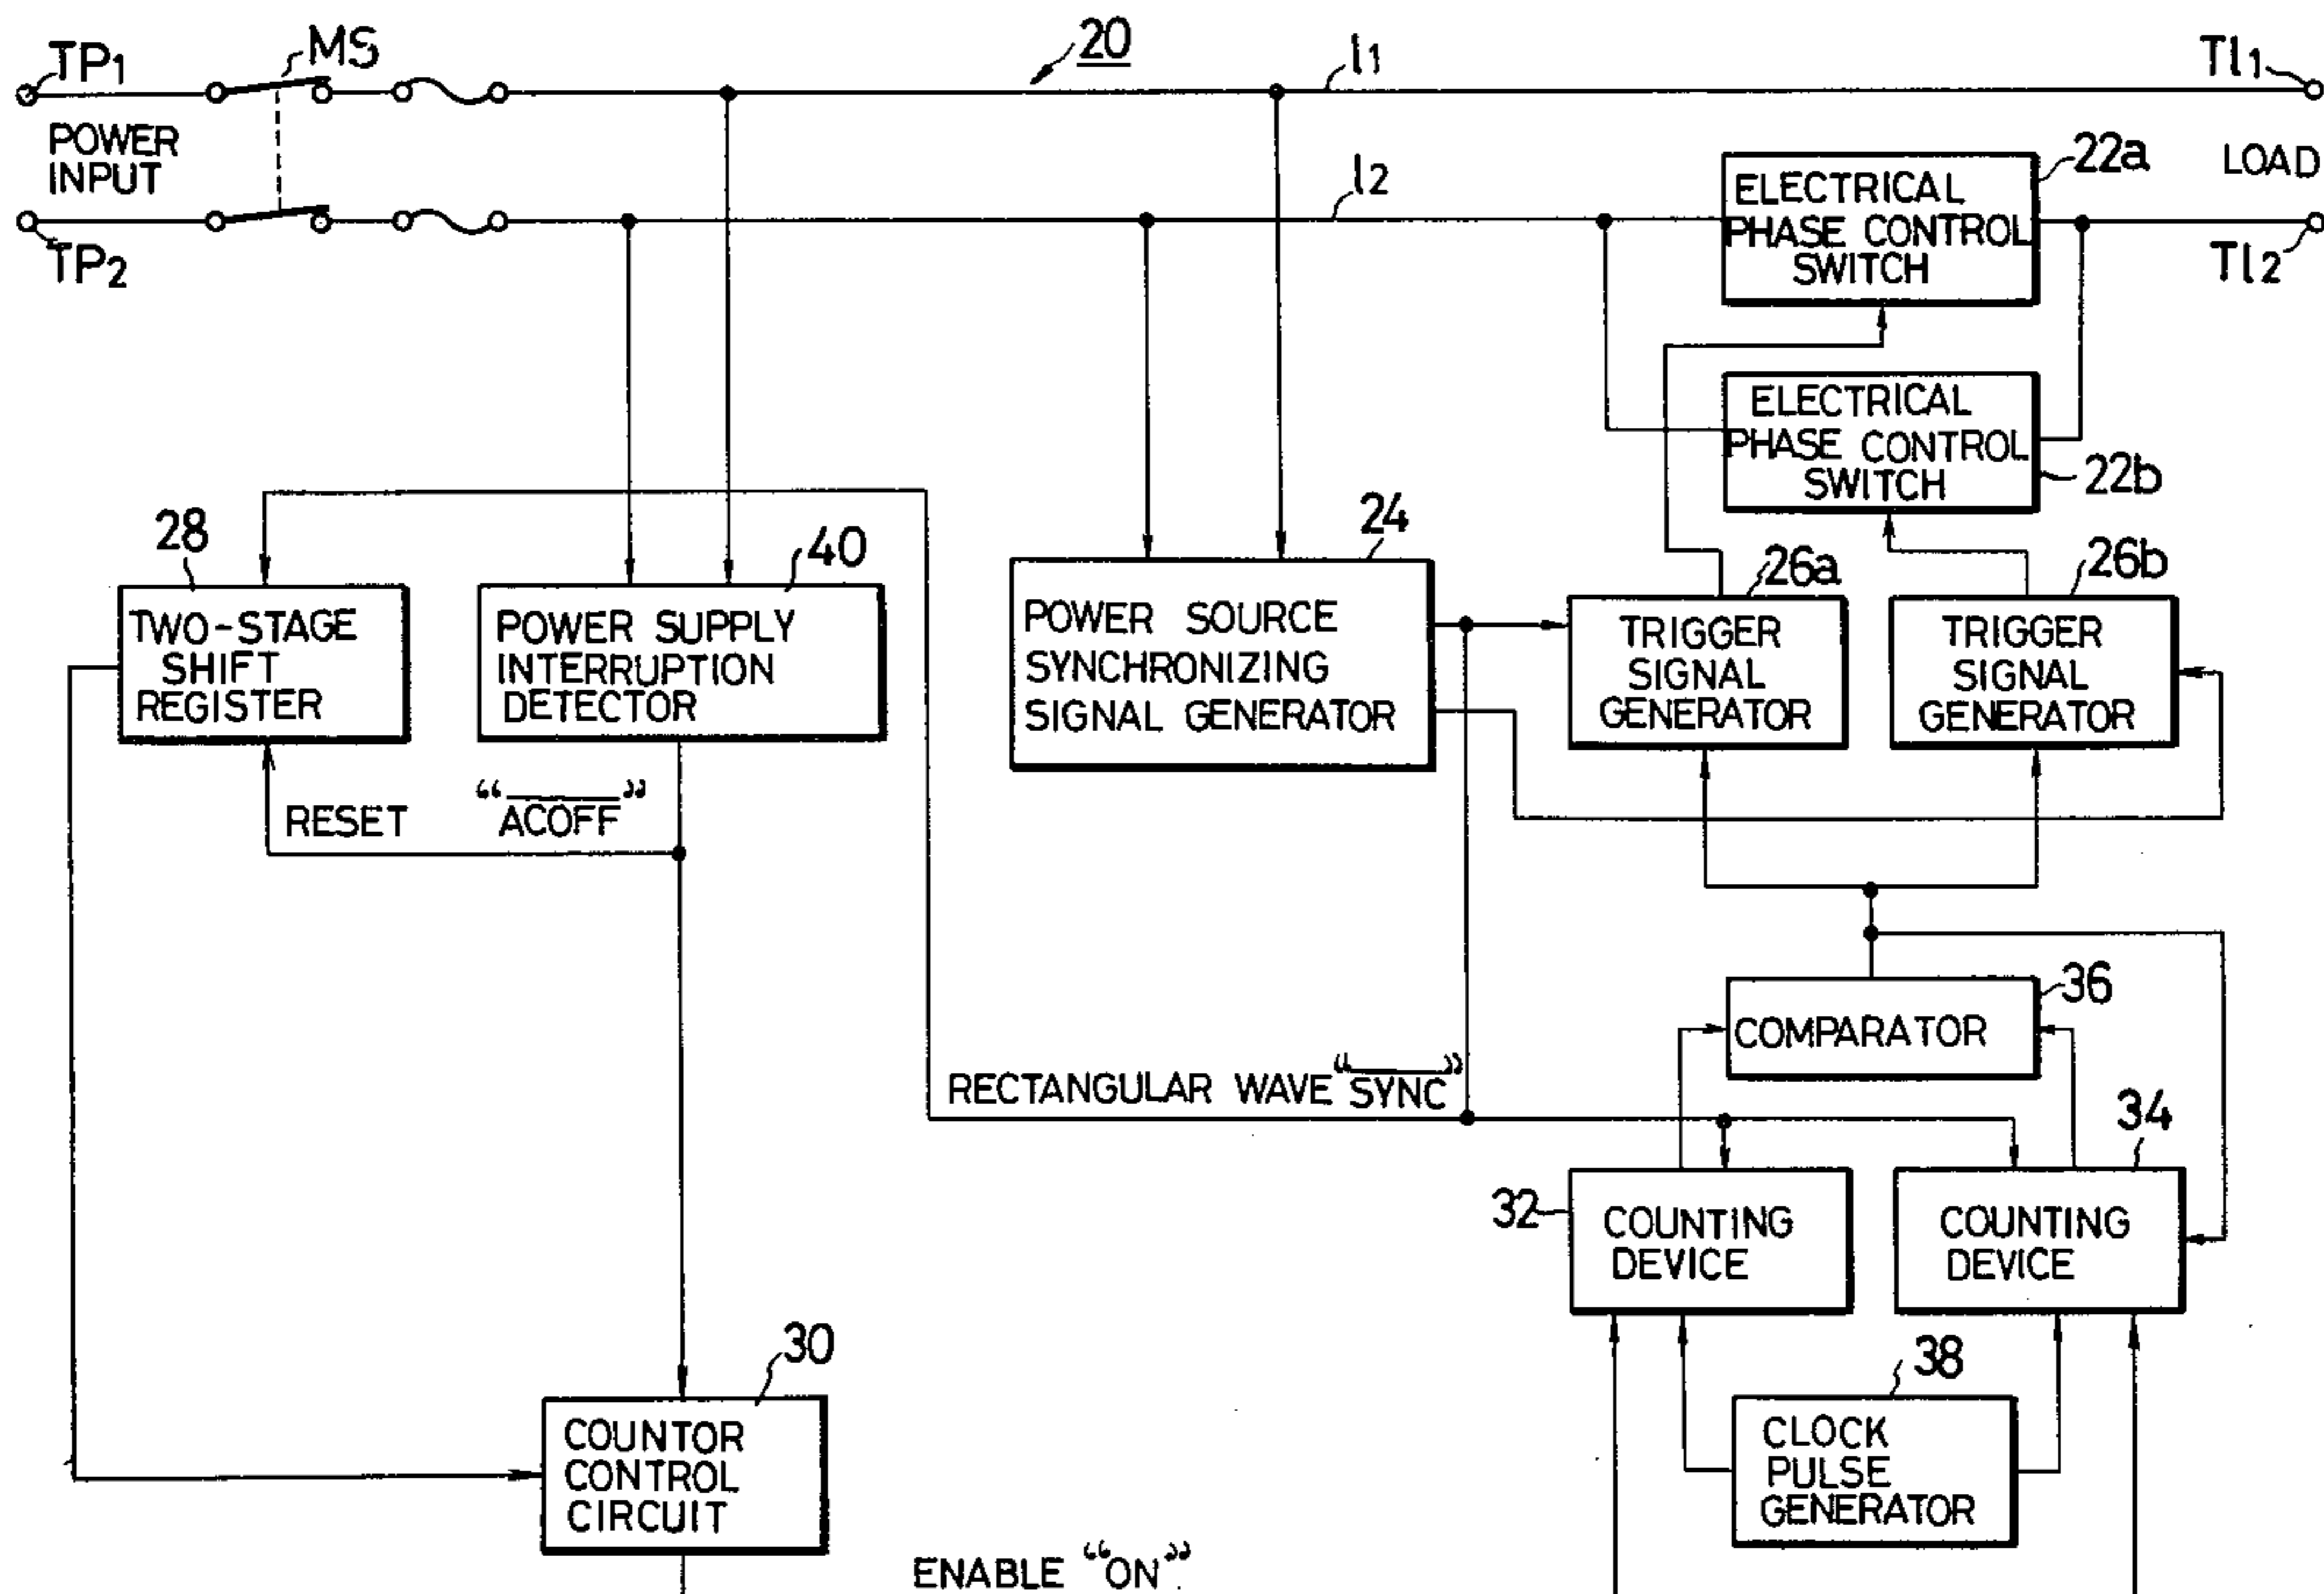 TP1
MS
20
l1
Tl1
POWER
INPUT
l2
22a
LOAD
ELECTRICAL
PHASE CONTROL
SWITCH
TP2
Tl2
ELECTRICAL
PHASE CONTROL
SWITCH
22b
28
40
24
26a
26b
TWO-STAGE
SHIFT
REGISTER
POWER SUPPLY
INTERRUPTION
DETECTOR
POWER SOURCE
SYNCHRONIZING
SIGNAL GENERATOR
TRIGGER
SIGNAL
GENERATOR
TRIGGER
SIGNAL
GENERATOR
RESET
“ACOFF”
36
COMPARATOR
RECTANGULAR WAVE “SYNC”
34
32
COUNTING
DEVICE
COUNTING
DEVICE
30
38
COUNTOR
CONTROL
CIRCUIT
CLOCK
PULSE
GENERATOR
ENABLE “ON”